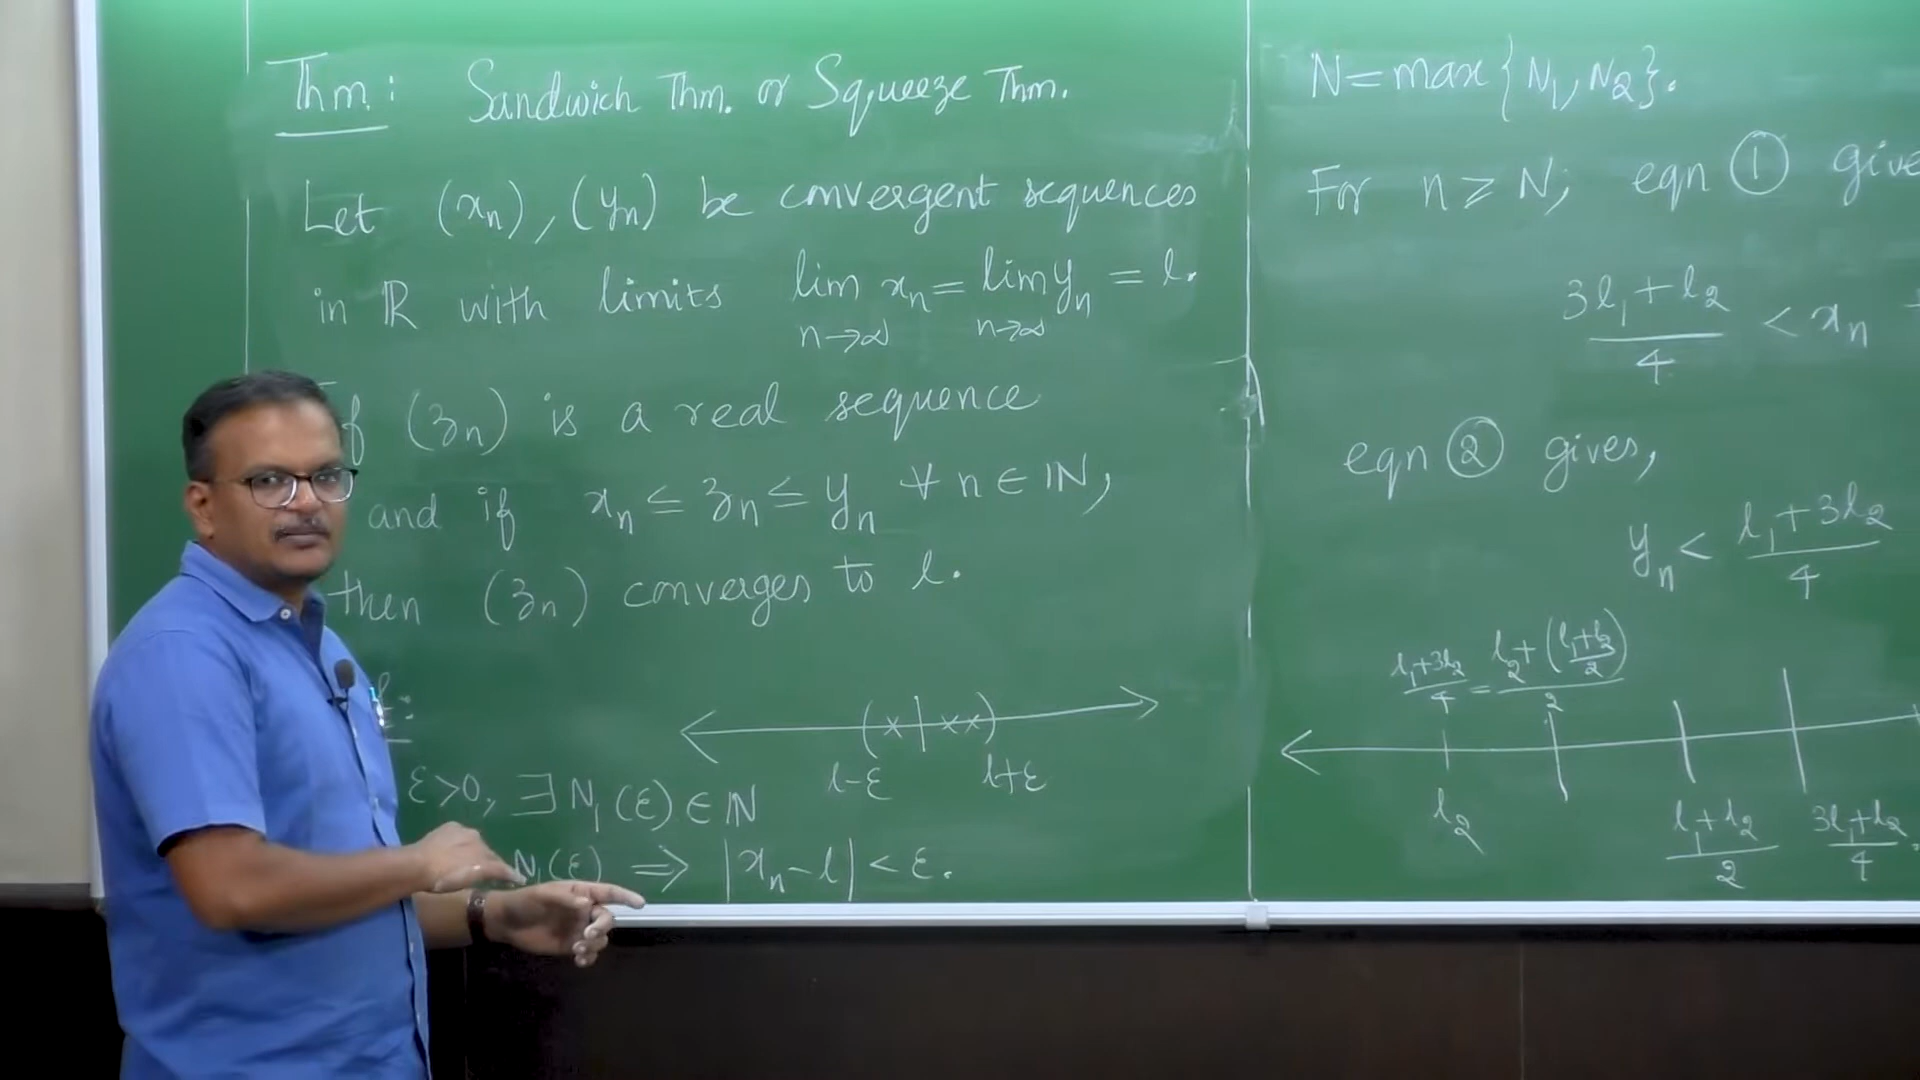 Thm: Sandwich Thm. or Squeeze Thm.
Let (xn), (yn) be convergent sequences
in ℝ with limits lim n→∞ xn = lim n→∞ yn = l.
f (zn) is a real sequence
and if xn ≤ zn ≤ yn ∀ n ∈ ℕ,
then (zn) converges to l.
f:
l-ε l+ε
ε>0, ∃ N1(ε) ∈ ℕ
N1(ε) ⇒ |xn-l| < ε.
N = max{N1, N2}.
For n ≥ N, eqn ① give
(3l1+l2)/4 < xn
eqn ② gives,
yn < (l1+3l2)/4
(l1+3l2)/4 = (l2+((l1+l2)/2))/2
l2 (l1+l2)/2 (3l1+l2)/4